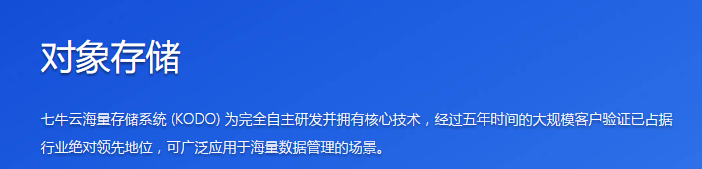 对象存储
七牛云海量存储系统 (KODO) 为完全自主研发并拥有核心技术，经过五年时间的大规模客户验证已占据
行业绝对领先地位，可广泛应用于海量数据管理的场景。